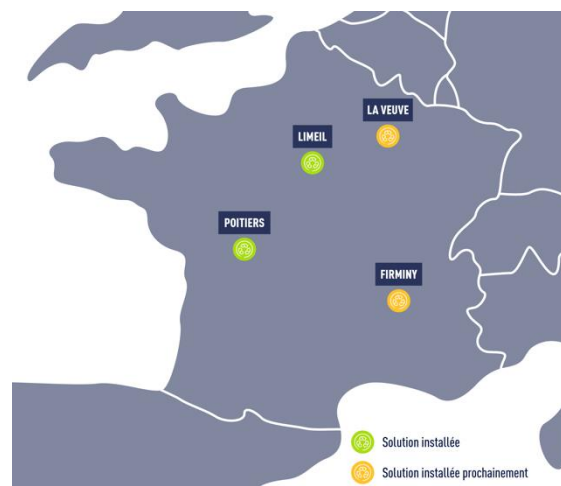 LA VEUVE
LIMEIL
POITIERS
FIRMINY
Solution installée
Solution installée prochainement